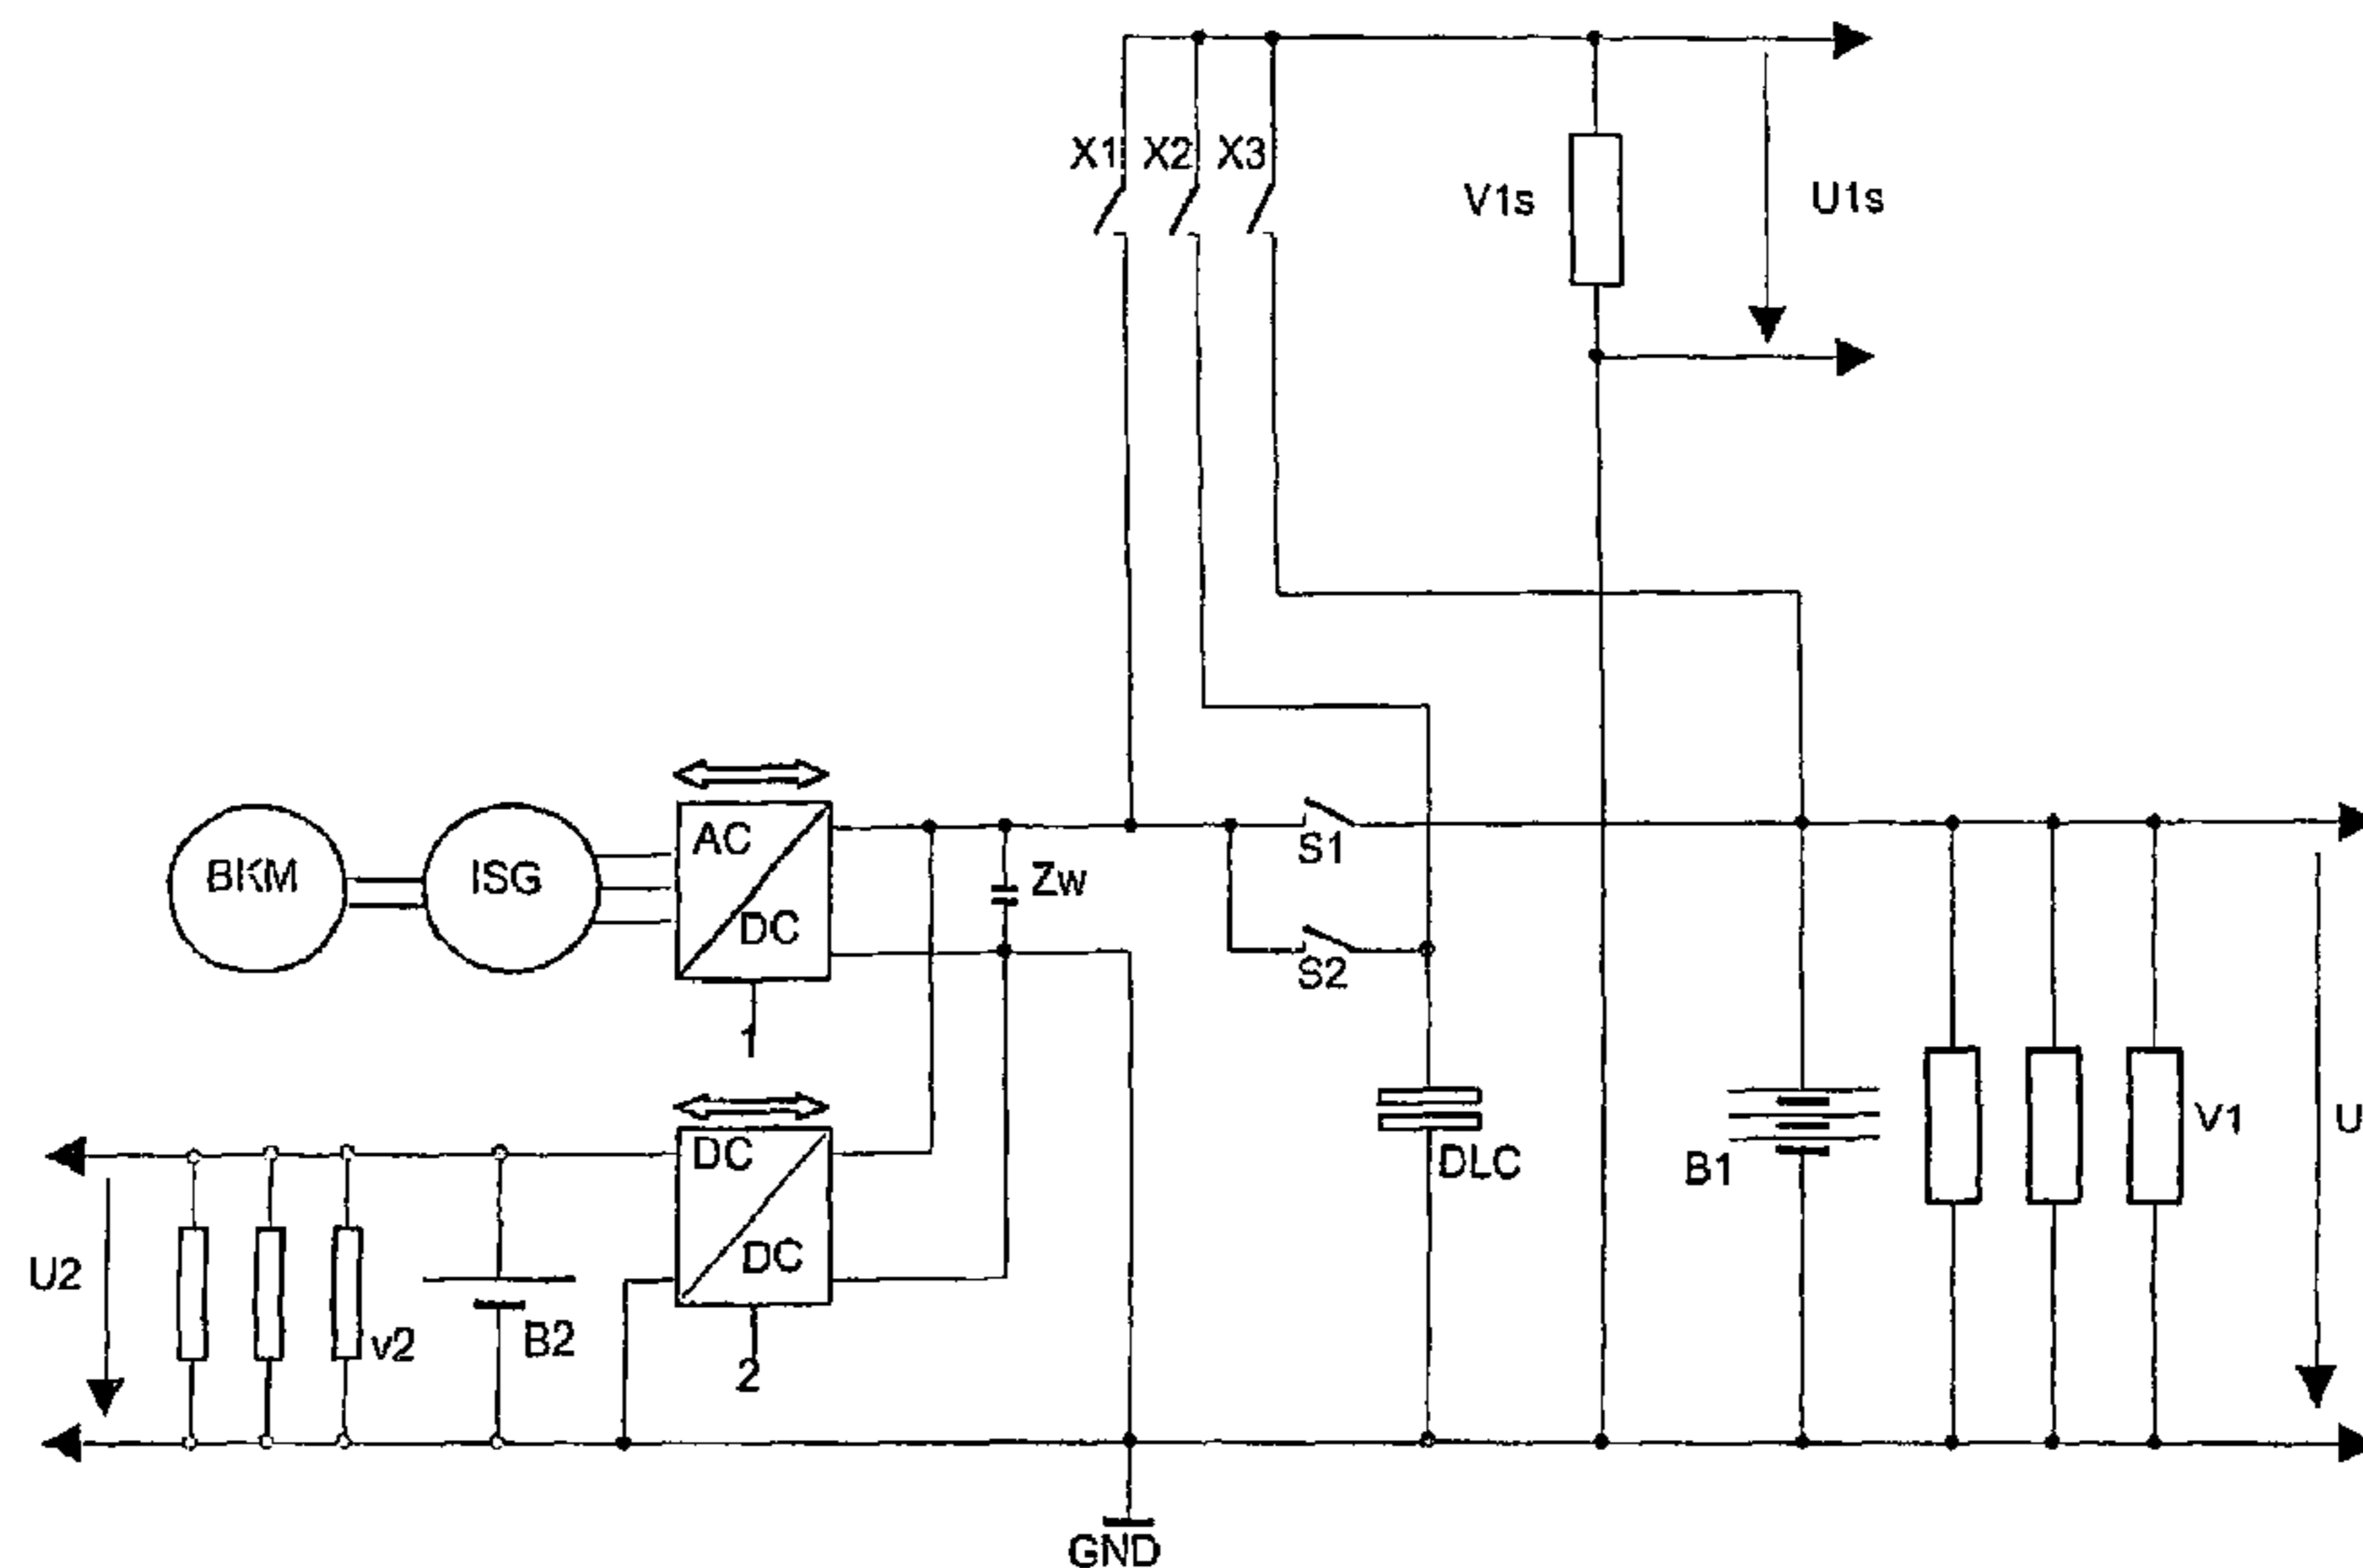 X1 X2 X3
V1s
U1s
AC
DC
BKM
ISG
Zw
S1
S2
1
DC
DC
2
U2
v2
B2
DLC
B1
V1
U
GND